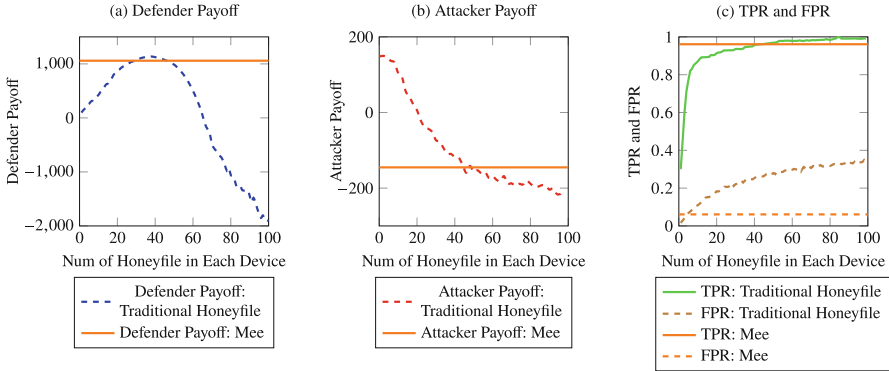 (a) Defender Payoff
1,000
0
−1,000
−2,000
Defender Payoff
0 20 40 60 80 100
Num of Honeyfile in Each Device
Defender Payoff:
Traditional Honeyfile
Defender Payoff: Mee
(b) Attacker Payoff
200
0
−200
Attacker Payoff
0 20 40 60 80 100
Num of Honeyfile in Each Device
Attacker Payoff:
Traditional Honeyfile
Attacker Payoff: Mee
(c) TPR and FPR
1
0.8
0.6
0.4
0.2
0
TPR and FPR
0 20 40 60 80 100
Num of Honeyfile in Each Device
TPR: Traditional Honeyfile
FPR: Traditional Honeyfile
TPR: Mee
FPR: Mee